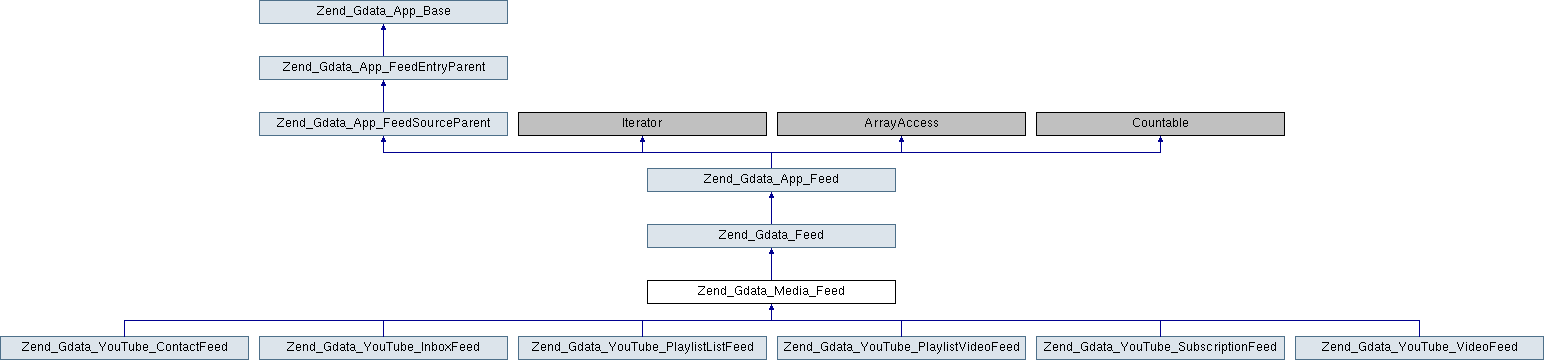 Zend_Gdata_App_Base
Zend_Gdata_App_FeedEntryParent
Zend_Gdata_App_FeedSourceParent
Iterator
ArrayAccess
Countable
Zend_Gdata_App_Feed
Zend_Gdata_Feed
Zend_Gdata_Media_Feed
Zend_Gdata_YouTube_ContactFeed
Zend_Gdata_YouTube_InboxFeed
Zend_Gdata_YouTube_PlaylistListFeed
Zend_Gdata_YouTube_PlaylistVideoFeed
Zend_Gdata_YouTube_SubscriptionFeed
Zend_Gdata_YouTube_VideoFeed